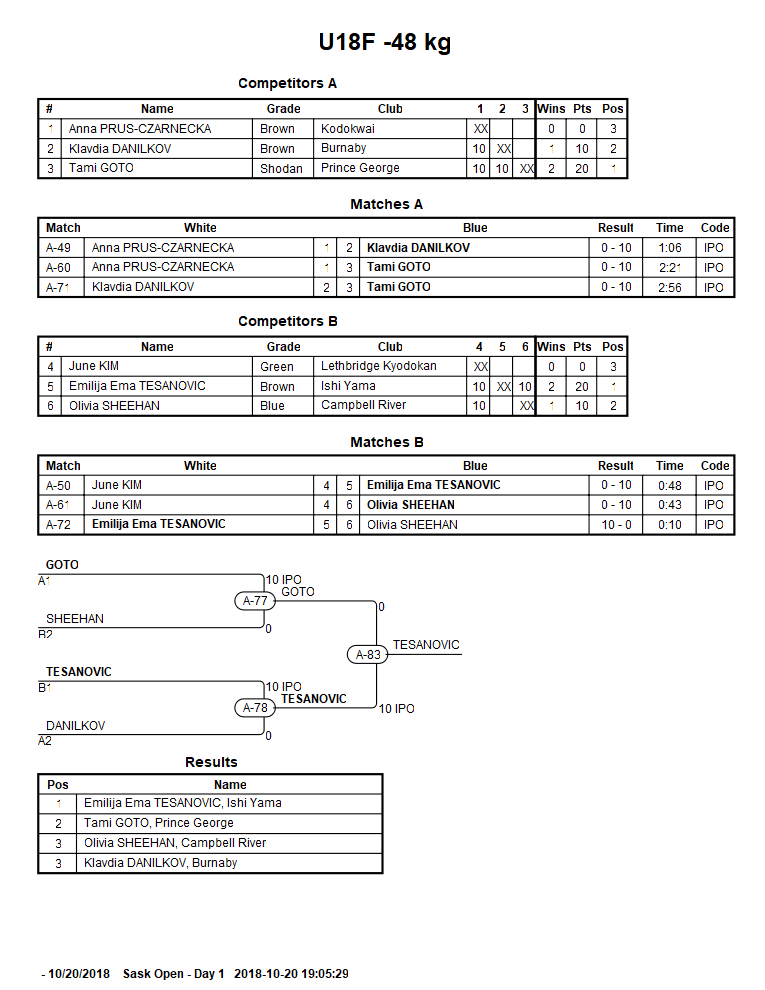 U18F -48 kg
Competitors A
# Name Grade Club 1 2 3 Wins Pts Pos
1 Anna PRUS-CZARNECKA Brown Kodokwai XX 0 0 3
2 Klavdia DANILKOV Brown Burnaby 10 XX 1 10 2
3 Tami GOTO Shodan Prince George 10 10 XX 2 20 1
Matches A
Match White Blue Result Time Code
A-49 Anna PRUS-CZARNECKA 1 2 Klavdia DANILKOV 0 - 10 1:06 IPO
A-60 Anna PRUS-CZARNECKA 1 3 Tami GOTO 0 - 10 2:21 IPO
A-71 Klavdia DANILKOV 2 3 Tami GOTO 0 - 10 2:56 IPO
Competitors B
# Name Grade Club 4 5 6 Wins Pts Pos
4 June KIM Green Lethbridge Kyodokan XX 0 0 3
5 Emilija Ema TESANOVIC Brown Ishi Yama 10 XX 10 2 20 1
6 Olivia SHEEHAN Blue Campbell River 10 XX 1 10 2
Matches B
Match White Blue Result Time Code
A-50 June KIM 4 5 Emilija Ema TESANOVIC 0 - 10 0:48 IPO
A-61 June KIM 4 6 Olivia SHEEHAN 0 - 10 0:43 IPO
A-72 Emilija Ema TESANOVIC 5 6 Olivia SHEEHAN 10 - 0 0:10 IPO
GOTO
A1 10 IPO
A-77 GOTO
SHEEHAN 0
B2 0
A-83 TESANOVIC
TESANOVIC
B1 10 IPO
A-78 TESANOVIC 10 IPO
DANILKOV
A2 0
Results
Pos Name
1 Emilija Ema TESANOVIC, Ishi Yama
2 Tami GOTO, Prince George
3 Olivia SHEEHAN, Campbell River
3 Klavdia DANILKOV, Burnaby
- 10/20/2018 Sask Open - Day 1 2018-10-20 19:05:29